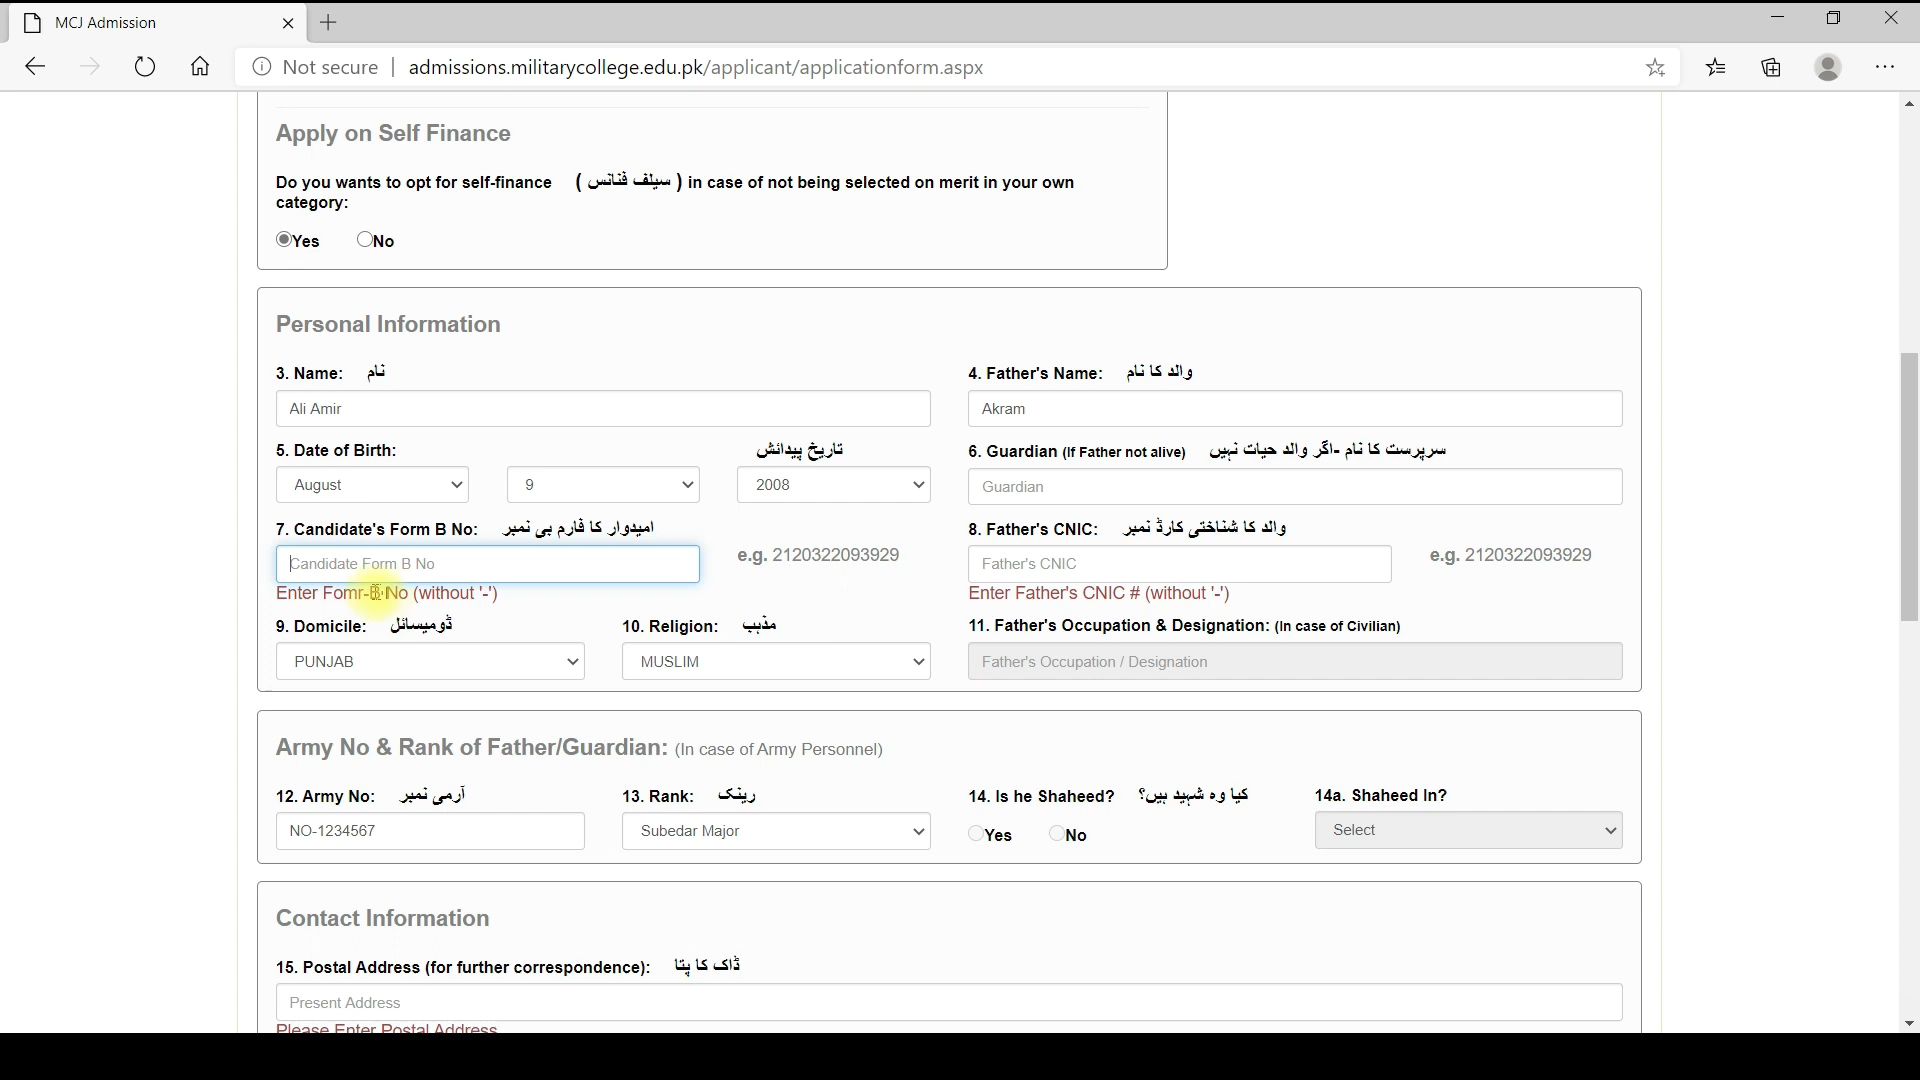 MCJ Admission
Not secure | admissions.militarycollege.edu.pk/applicant/applicationform.aspx
Apply on Self Finance
Do you wants to opt for self-finance ( سیلف فنانس ) in case of not being selected on merit in your own
category:
Yes No
Personal Information
3. Name: نام
4. Father's Name: والد کا نام
Ali Amir
Akram
5. Date of Birth: تاریخ پیدائش
6. Guardian (If Father not alive) سرپرست کا نام -اگر والد حیات نہیں
August 9 2008
Guardian
7. Candidate's Form B No: امیدوار کا فارم بی نمبر
8. Father's CNIC: والد کا شناختی کارڈ نمبر
Candidate Form B No e.g. 2120322093929
Father's CNIC e.g. 2120322093929
Enter Fomr-B No (without '-')
Enter Father's CNIC # (without '-')
9. Domicile: ڈومیسائل
10. Religion: مذہب
11. Father's Occupation & Designation: (In case of Civilian)
PUNJAB
MUSLIM
Father's Occupation / Designation
Army No & Rank of Father/Guardian: (In case of Army Personnel)
12. Army No: آرمی نمبر
13. Rank: رینک
14. Is he Shaheed? کیا وہ شہید ہیں؟
14a. Shaheed In?
NO-1234567
Subedar Major
Yes No
Select
Contact Information
15. Postal Address (for further correspondence): ڈاک کا پتا
Present Address
Please Enter Postal Address